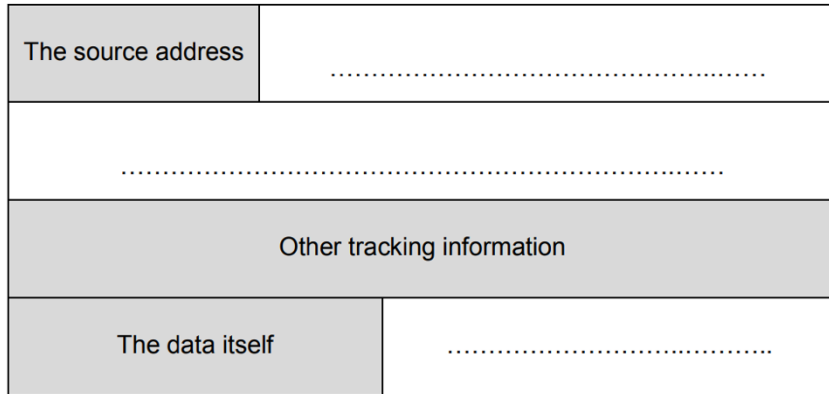 The source address
…………………………………………..……
…………………………………………………………..……
Other tracking information
The data itself
………………………..………..